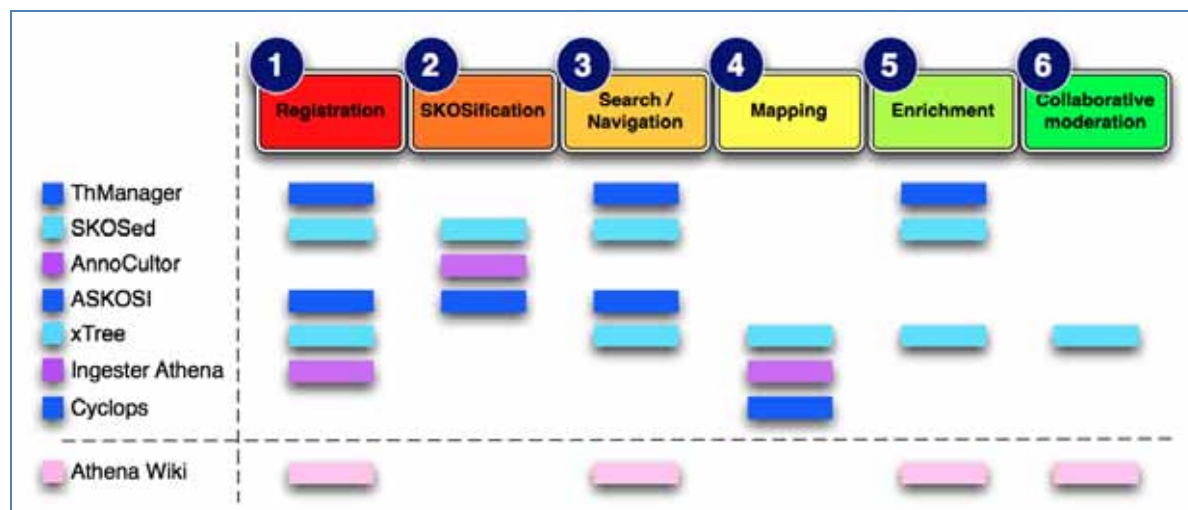 1 2 3 4 5 6
Registration
SKOSification
Search /
Navigation
Mapping
Enrichment
Collaborative
moderation
ThManager
SKOSed
AnnoCultor
ASKOSI
xTree
Ingester Athena
Cyclops
Athena Wiki